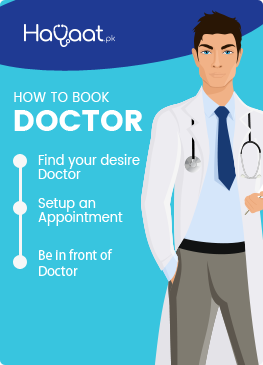 Hayaat.pk
HOW TO BOOK
DOCTOR
Find your desire
Doctor
Setup an
Appointment
Be In front of
Doctor